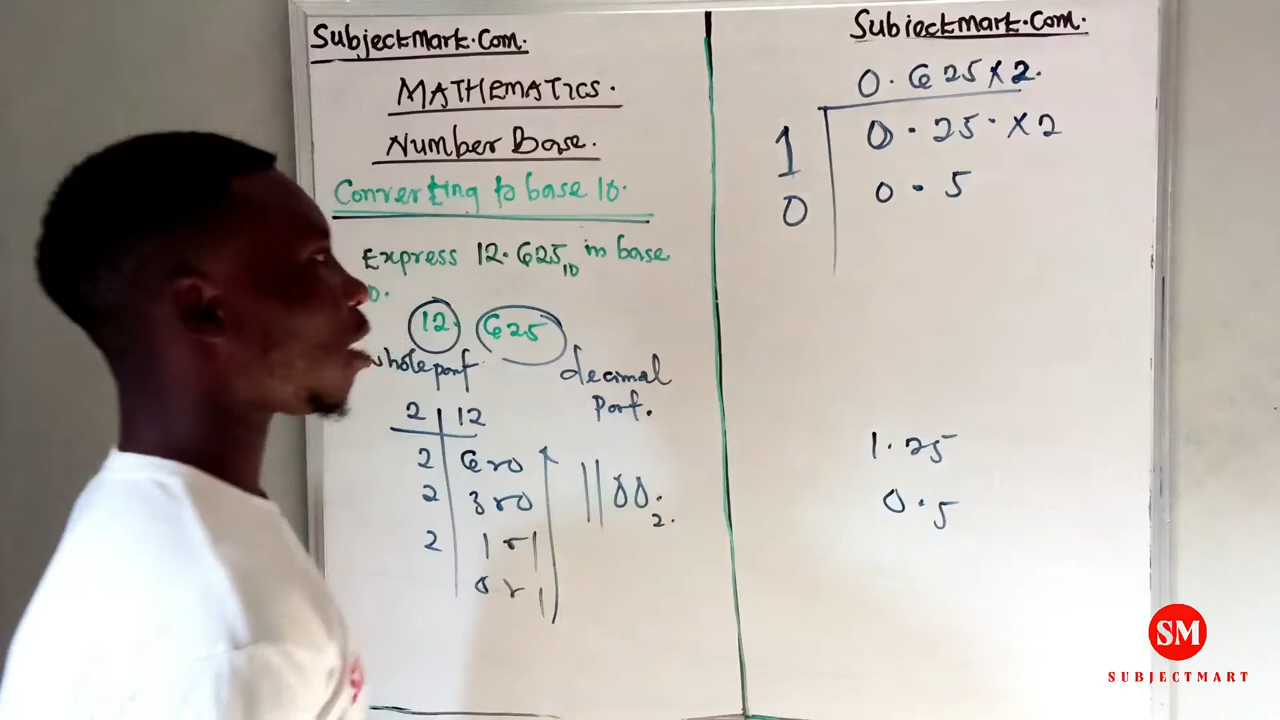 Subjectmark.Com.
MATHEMATICS.
Number Base.
Converting to base 10.
Express 12.625₁₀ in base
0.
12. 625
whole part decimal
part.
2 | 12
2 | 6 r 0
2 | 3 r 0
2 | 1 r 1
0 r 1
1100.₂.
Subjectmark.Com.
0.625×2.
1 | 0.25.×2
0 | 0.5
1.25
0.5
SM
SUBJECTMART